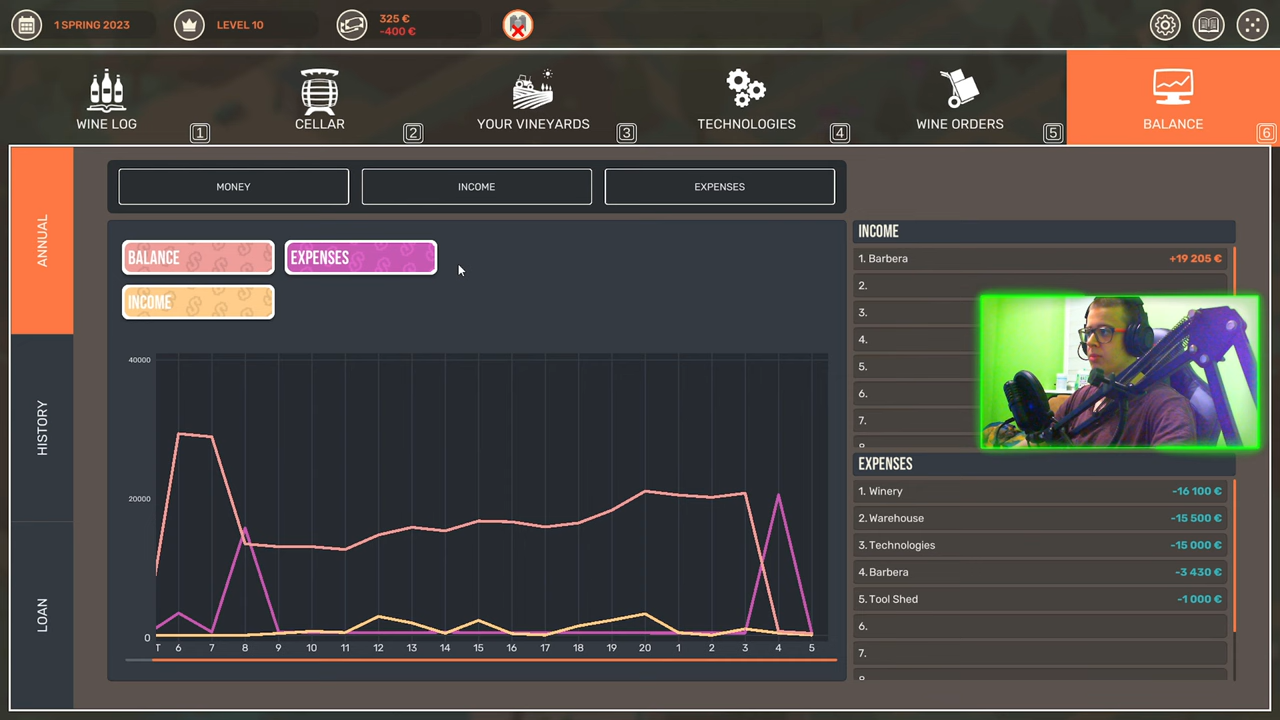 1 SPRING 2023
LEVEL 10
325 €
-400 €
WINE LOG
1
CELLAR
2
YOUR VINEYARDS
3
TECHNOLOGIES
4
WINE ORDERS
5
BALANCE
6
ANNUAL
HISTORY
LOAN
MONEY
INCOME
EXPENSES
BALANCE
EXPENSES
INCOME
40000
20000
0
6 7 8 9 10 11 12 13 14 15 16 17 18 19 20 1 2 3 4 5
INCOME
1. Barbera +19 205 €
2.
3.
4.
5.
6.
7.
EXPENSES
1. Winery -16 100 €
2. Warehouse -15 500 €
3. Technologies -15 000 €
4. Barbera -3 430 €
5. Tool Shed -1 000 €
6.
7.